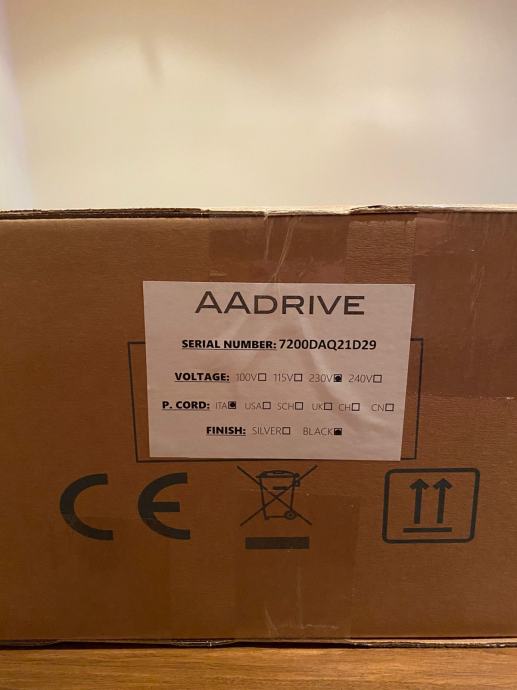 AADRIVE
SERIAL NUMBER: 7200DAQ21D29
VOLTAGE: 100V☐ 115V☐ 230V☒ 240V☐
P. CORD: ITA☒ USA☐ SCH☐ UK☐ CH☐ CN☐
FINISH: SILVER☐ BLACK☒
CE